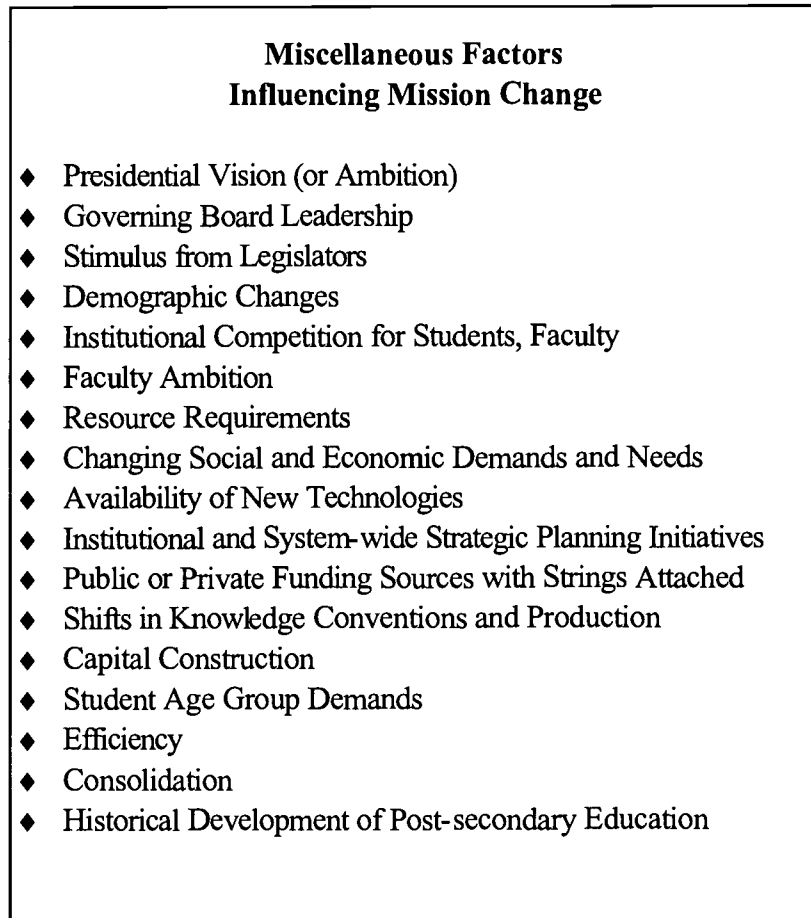 Miscellaneous Factors
Influencing Mission Change
♦ Presidential Vision (or Ambition)
♦ Governing Board Leadership
♦ Stimulus from Legislators
♦ Demographic Changes
♦ Institutional Competition for Students, Faculty
♦ Faculty Ambition
♦ Resource Requirements
♦ Changing Social and Economic Demands and Needs
♦ Availability of New Technologies
♦ Institutional and System-wide Strategic Planning Initiatives
♦ Public or Private Funding Sources with Strings Attached
♦ Shifts in Knowledge Conventions and Production
♦ Capital Construction
♦ Student Age Group Demands
♦ Efficiency
♦ Consolidation
♦ Historical Development of Post-secondary Education